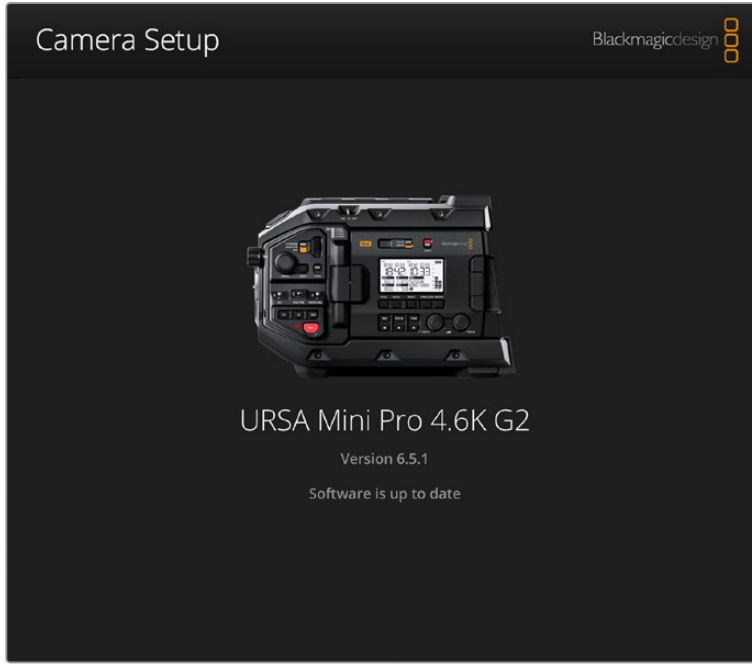 Camera Setup
Blackmagicdesign
URSA Mini Pro 4.6K G2
Version 6.5.1
Software is up to date